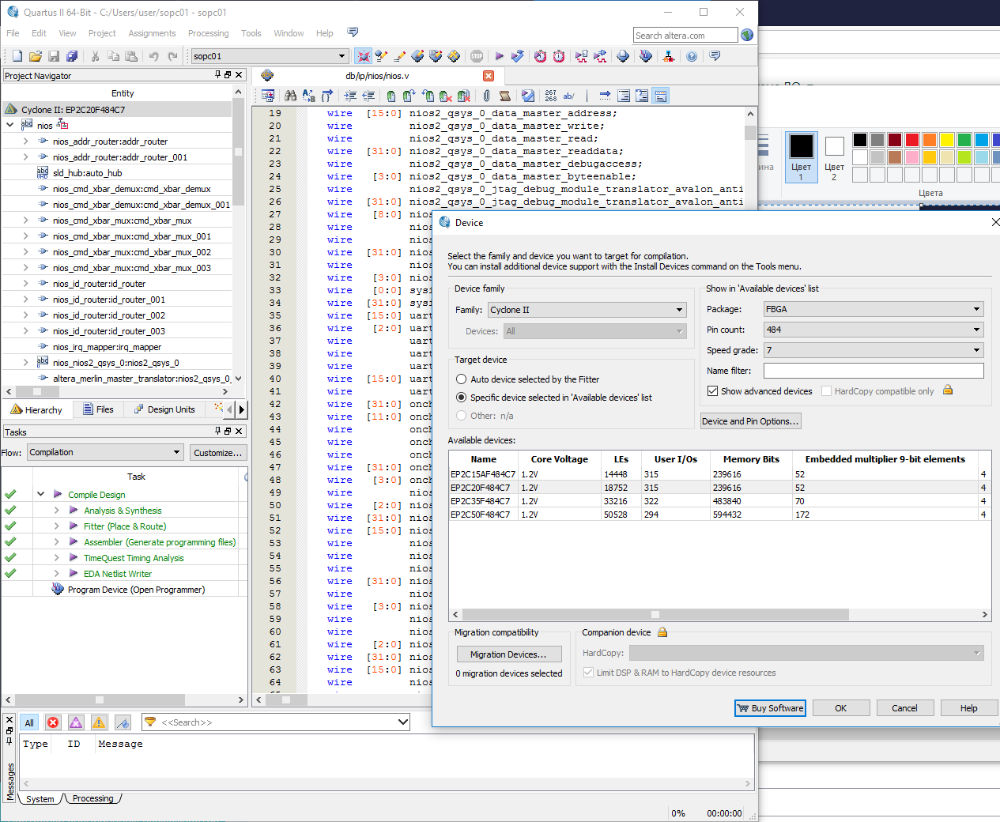 Quartus II 64-Bit - C:/Users/user/sopc01 - sopc01
File Edit View Project Assignments Processing Tools Window Help
Search altera.com
sopc01
Project Navigator
Entity
Cyclone II: EP2C20F484C7
nios
nios_addr_router:addr_router
nios_addr_router:addr_router_001
sld_hub:auto_hub
nios_cmd_xbar_demux:cmd_xbar_demux
nios_cmd_xbar_demux:cmd_xbar_demux_001
nios_cmd_xbar_mux:cmd_xbar_mux
nios_cmd_xbar_mux:cmd_xbar_mux_001
nios_cmd_xbar_mux:cmd_xbar_mux_002
nios_cmd_xbar_mux:cmd_xbar_mux_003
nios_id_router:id_router
nios_id_router:id_router_001
nios_id_router:id_router_002
nios_id_router:id_router_003
nios_irq_mapper:irq_mapper
nios_nios2_qsys_0:nios2_qsys_0
altera_merlin_master_translator:nios2_qsys_0_
Hierarchy Files Design Units
Tasks
Flow: Compilation Customize...
Task
Compile Design
Analysis & Synthesis
Fitter (Place & Route)
Assembler (Generate programming files)
TimeQuest Timing Analysis
EDA Netlist Writer
Program Device (Open Programmer)
db/ip/nios/nios.v
267
268
ab/
19 wire [15:0] nios2_qsys_0_data_master_address;
20 wire nios2_qsys_0_data_master_write;
21 wire nios2_qsys_0_data_master_read;
22 wire [31:0] nios2_qsys_0_data_master_readdata;
23 wire nios2_qsys_0_data_master_debugaccess;
24 wire [3:0] nios2_qsys_0_data_master_byteenable;
25 wire nios2_qsys_0_jtag_debug_module_translator_avalon_anti
26 wire [31:0] nios2_qsys_0_jtag_debug_module_translator_avalon_anti
27 wire [8:0] nios
28 wire nios
29 wire nios
30 wire [31:0] nios
31 wire nios
32 wire [3:0] nios
33 wire [0:0] sysi
34 wire [31:0] sysi
35 wire [15:0] uart
36 wire [2:0] uart
37 wire uart
38 wire uart
39 wire uart
40 wire [15:0] uart
41 wire uart
42 wire [31:0] onch
43 wire [11:0] onch
44 wire onch
45 wire onch
46 wire onch
47 wire [31:0] onch
48 wire [3:0] onch
49 wire nios
50 wire [2:0] nios
51 wire [31:0] nios
52 wire [15:0] nios
53 wire nios
54 wire nios
55 wire nios
56 wire [31:0] nios
57 wire nios
58 wire [3:0] nios
59 wire nios
60 wire nios
61 wire [2:0] nios
62 wire [31:0] nios
63 wire [15:0] nios
64 wire nios
Цвет
1
Цвет
2
Цвета
Device
Select the family and device you want to target for compilation.
You can install additional device support with the Install Devices command on the Tools menu.
Device family
Family: Cyclone II
Devices: All
Target device
Auto device selected by the Fitter
Specific device selected in 'Available devices' list
Other: n/a
Show in 'Available devices' list
Package: FBGA
Pin count: 484
Speed grade: 7
Name filter:
Show advanced devices HardCopy compatible only
Device and Pin Options...
Available devices:
Name Core Voltage LEs User I/Os Memory Bits Embedded multiplier 9-bit elements
EP2C15AF484C7 1.2V 14448 315 239616 52 4
EP2C20F484C7 1.2V 18752 315 239616 52 4
EP2C35F484C7 1.2V 33216 322 483840 70 4
EP2C50F484C7 1.2V 50528 294 594432 172 4
Migration compatibility
Migration Devices...
0 migration devices selected
Companion device
HardCopy:
Limit DSP & RAM to HardCopy device resources
Buy Software OK Cancel Help
All <<Search>>
Type ID Message
Messages
System Processing
0% 00:00:00